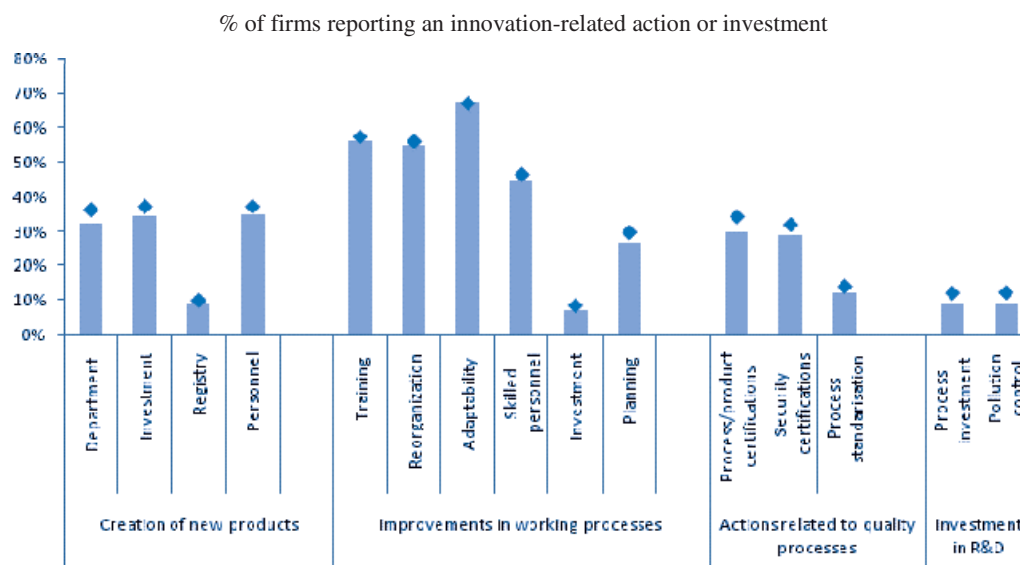 % of firms reporting an innovation-related action or investment
80%
70%
60%
50%
40%
30%
20%
10%
0%
Department
Investment
Registry
Personnel
Training
Reorganization
Adaptability
Skilled
personnel
Investment
Planning
Process/product
certifications
Security
certifications
Process
standarisation
Process
investment
Pollution
control
Creation of new products
Improvements in working processes
Actions related to quality
processes
Investment
in R&D